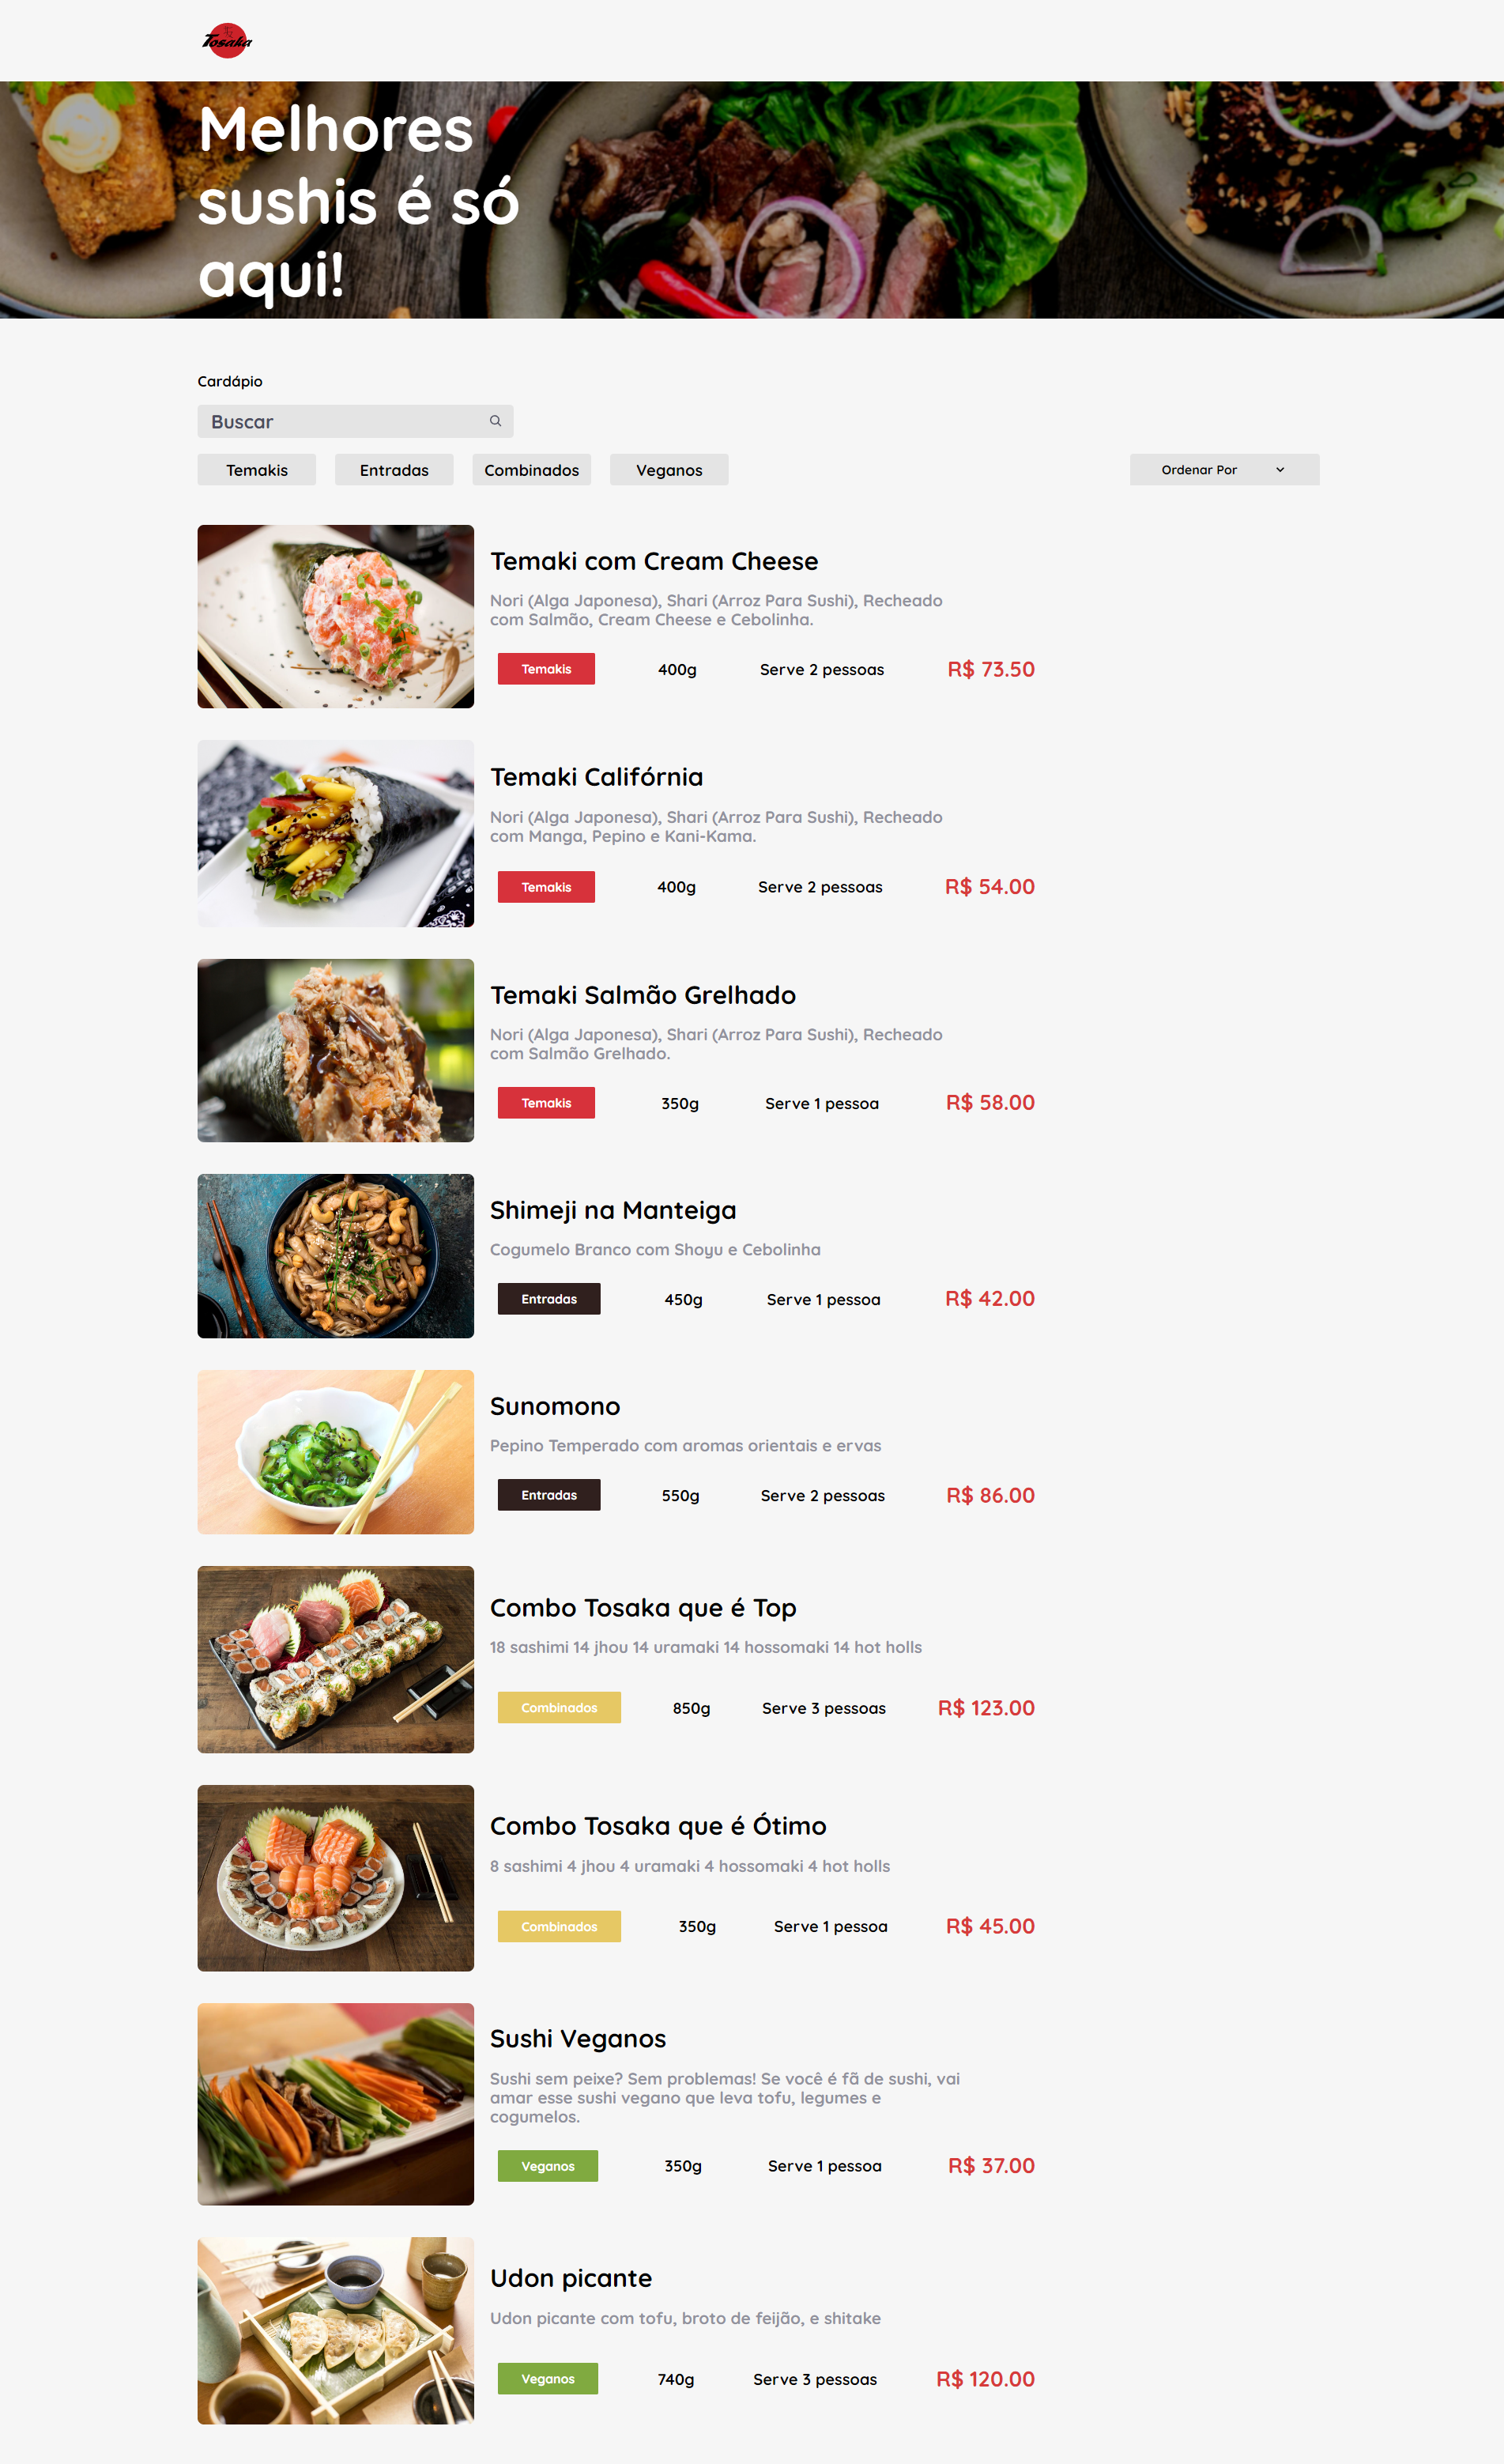 Tosaka
Melhores
sushis é só
aqui!
Cardápio
Buscar
Temakis Entradas Combinados Veganos Ordenar Por
Temaki com Cream Cheese
Nori (Alga Japonesa), Shari (Arroz Para Sushi), Recheado
com Salmão, Cream Cheese e Cebolinha.
Temakis 400g Serve 2 pessoas R$ 73.50
Temaki Califórnia
Nori (Alga Japonesa), Shari (Arroz Para Sushi), Recheado
com Manga, Pepino e Kani-Kama.
Temakis 400g Serve 2 pessoas R$ 54.00
Temaki Salmão Grelhado
Nori (Alga Japonesa), Shari (Arroz Para Sushi), Recheado
com Salmão Grelhado.
Temakis 350g Serve 1 pessoa R$ 58.00
Shimeji na Manteiga
Cogumelo Branco com Shoyu e Cebolinha
Entradas 450g Serve 1 pessoa R$ 42.00
Sunomono
Pepino Temperado com aromas orientais e ervas
Entradas 550g Serve 2 pessoas R$ 86.00
Combo Tosaka que é Top
18 sashimi 14 jhou 14 uramaki 14 hossomaki 14 hot holls
Combinados 850g Serve 3 pessoas R$ 123.00
Combo Tosaka que é Ótimo
8 sashimi 4 jhou 4 uramaki 4 hossomaki 4 hot holls
Combinados 350g Serve 1 pessoa R$ 45.00
Sushi Veganos
Sushi sem peixe? Sem problemas! Se você é fã de sushi, vai
amar esse sushi vegano que leva tofu, legumes e
cogumelos.
Veganos 350g Serve 1 pessoa R$ 37.00
Udon picante
Udon picante com tofu, broto de feijão, e shitake
Veganos 740g Serve 3 pessoas R$ 120.00